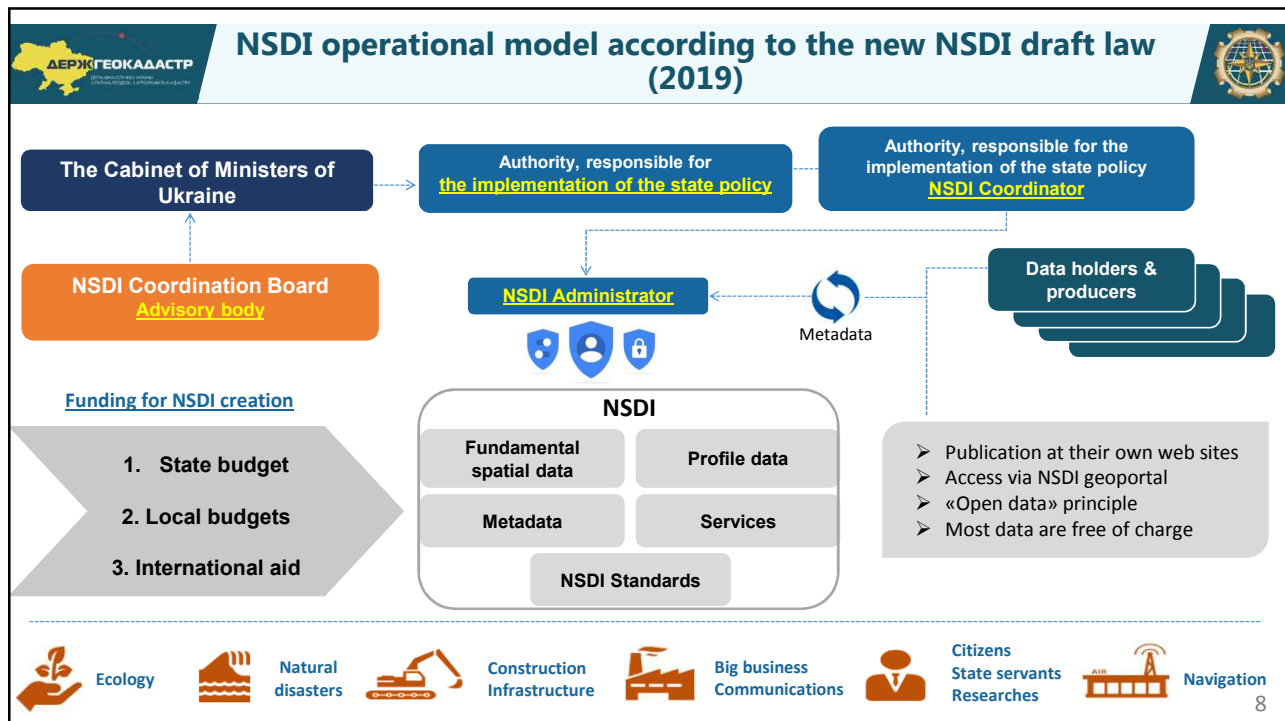 ДЕРЖГЕОКАДАСТР
NSDI operational model according to the new NSDI draft law
(2019)
The Cabinet of Ministers of
Ukraine
Authority, responsible for
the implementation of the state policy
Authority, responsible for the
implementation of the state policy
NSDI Coordinator
NSDI Coordination Board
Advisory body
NSDI Administrator
Metadata
Data holders &
producers
Funding for NSDI creation
1. State budget
2. Local budgets
3. International aid
NSDI
Fundamental
spatial data
Profile data
Metadata
Services
NSDI Standards
➢ Publication at their own web sites
➢ Access via NSDI geoportal
➢ «Open data» principle
➢ Most data are free of charge
Ecology
Natural
disasters
Construction
Infrastructure
Big business
Communications
Citizens
State servants
Researches
AIR
Navigation
8